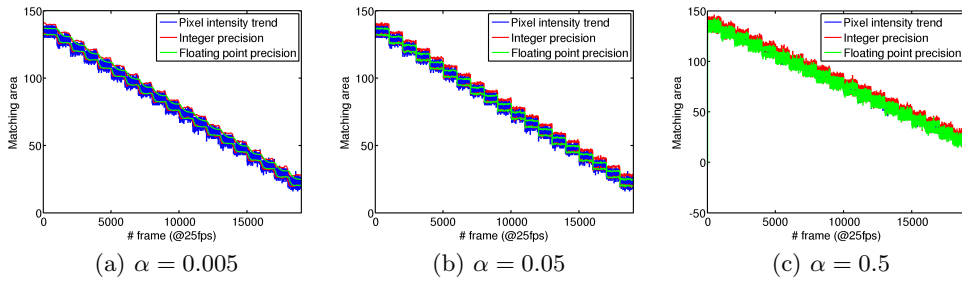 150
100
50
0
Matching area
0 5000 10000 15000
# frame (@25fps)
Pixel intensity trend
Integer precision
Floating point precision
(a) α = 0.005
150
100
50
0
Matching area
0 5000 10000 15000
# frame (@25fps)
Pixel intensity trend
Integer precision
Floating point precision
(b) α = 0.05
150
100
50
0
-50
Matching area
0 5000 10000 15000
# frame (@25fps)
Pixel intensity trend
Integer precision
Floating point precision
(c) α = 0.5